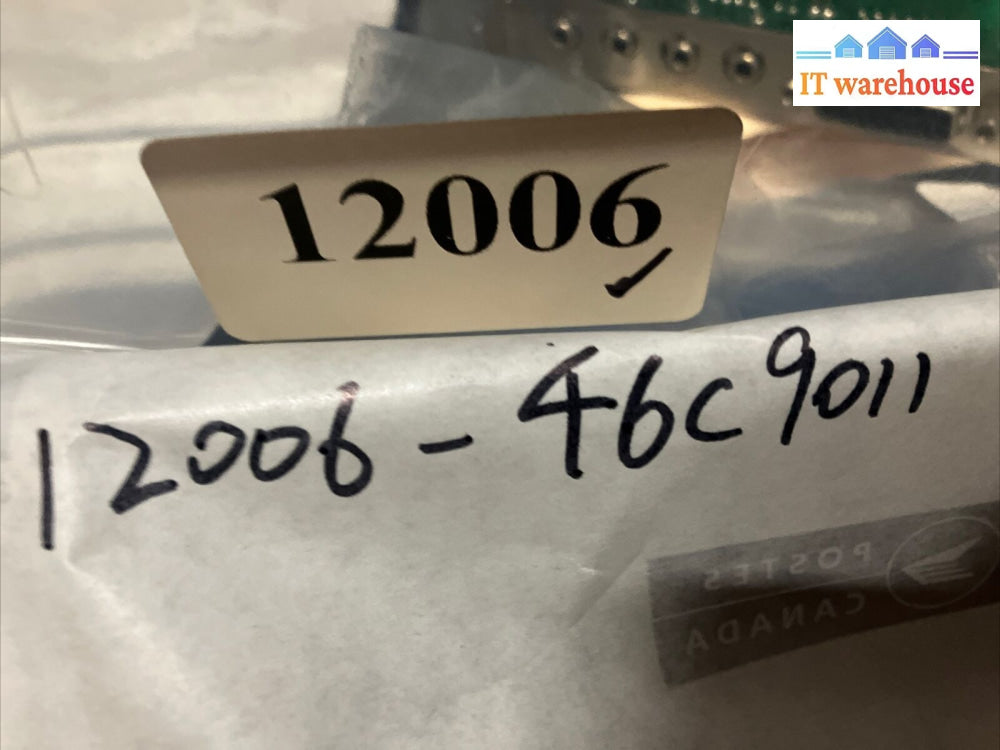 IT warehouse
12006
12006 - 46C9011
POSTES
CANADA